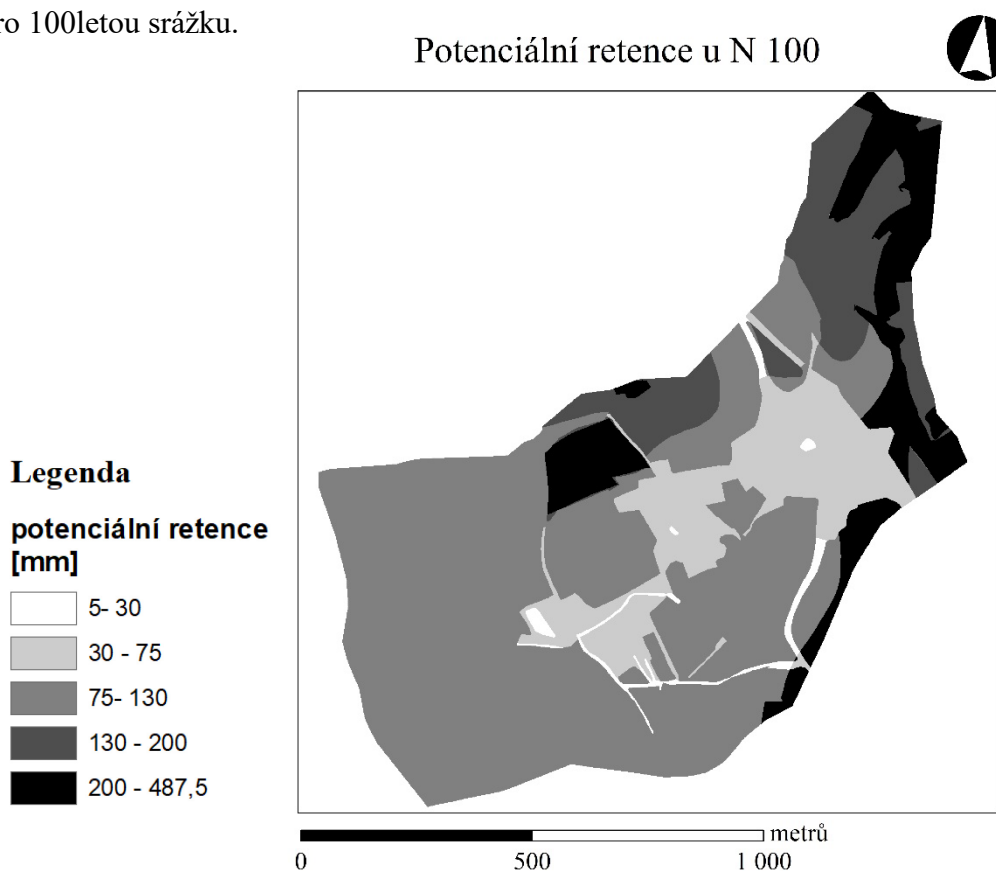 ro 100letou srážku.
Potenciální retence u N 100
Legenda
potenciální retence
[mm]
5- 30
30 - 75
75- 130
130 - 200
200 - 487,5
metrů
0 500 1 000